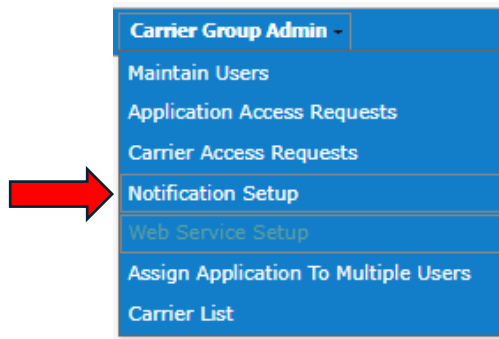 Carrier Group Admin
Maintain Users
Application Access Requests
Carrier Access Requests
Notification Setup
Web Service Setup
Assign Application To Multiple Users
Carrier List